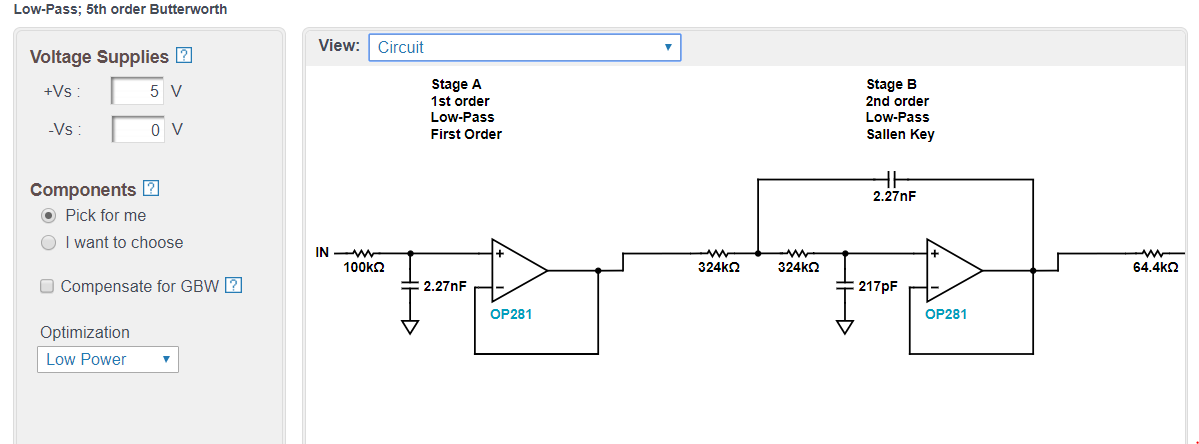 Low-Pass; 5th order Butterworth
Voltage Supplies ?
+Vs : 5 V
-Vs : 0 V
Components ?
Pick for me
I want to choose
Compensate for GBW ?
Optimization
Low Power
View: Circuit
Stage A
1st order
Low-Pass
First Order
Stage B
2nd order
Low-Pass
Sallen Key
2.27nF
IN
100kΩ
2.27nF
+
-
OP281
324kΩ
324kΩ
217pF
+
-
OP281
64.4kΩ